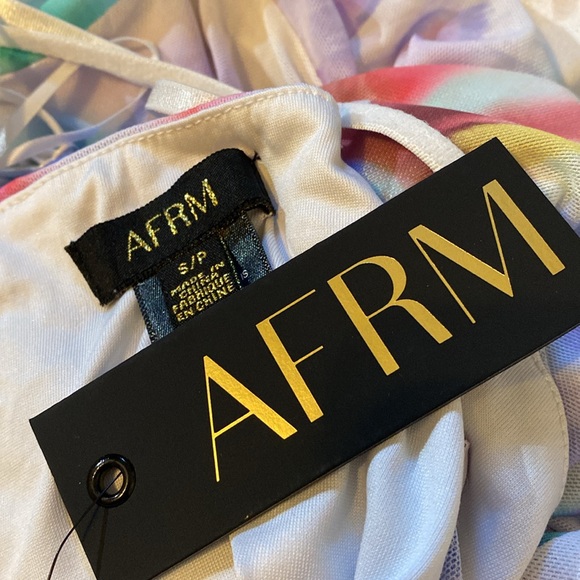 AFRM
S/P
MADE IN
CHINA
FABRIQUE
EN CHINE
S
AFRM